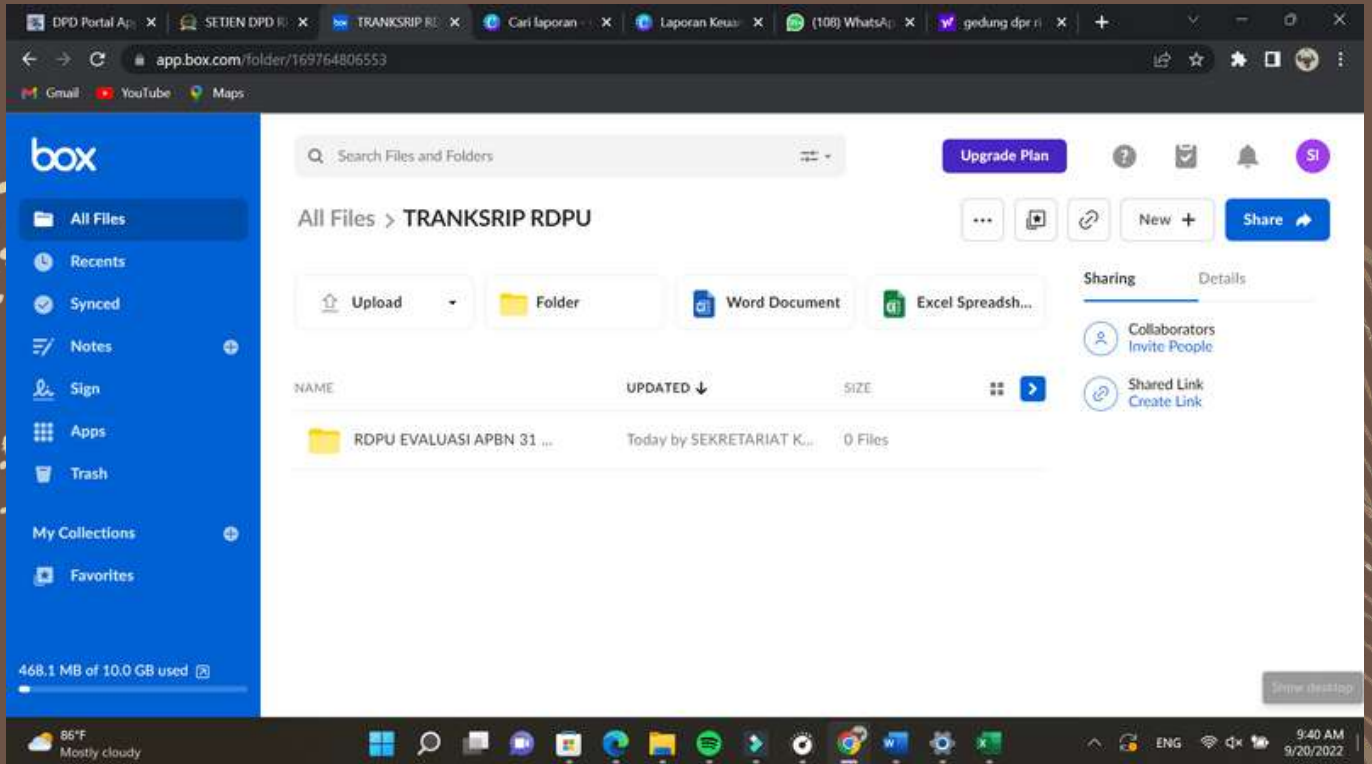 DPD Portal Ap
SETJEN DPD R
TRANKSRIP RE
Cari laporan -
Laporan Keua
(108) WhatsAp
gedung dpr ri
app.box.com/folder/169764806553
Gmail YouTube Maps
box
Search Files and Folders
Upgrade Plan
SI
All Files
All Files > TRANKSRIP RDPU
New +
Share
Recents
Synced
Notes
Sign
Apps
Trash
My Collections
Favorites
468.1 MB of 10.0 GB used
Upload
Folder
Word Document
Excel Spreadsh...
Sharing
Details
Collaborators
Invite People
Shared Link
Create Link
NAME UPDATED ↓ SIZE
RDPU EVALUASI APBN 31 ... Today by SEKRETARIAT K... 0 Files
Show desktop
86°F
Mostly cloudy
ENG
9:40 AM
9/20/2022